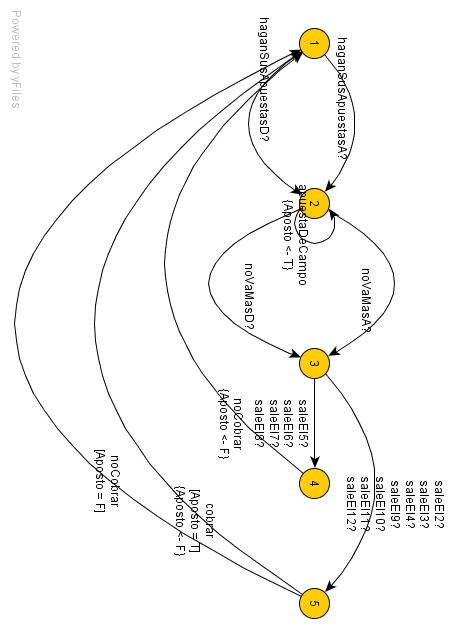 Powered by yFiles
1
haganSusApuestasD?
haganSusApuestasA?
2
apuestaDeCampo
{Aposto <- T}
noVaMasD?
noVaMasA?
3
saleEl5?
saleEl6?
saleEl7?
saleEl8?
saleEl2?
saleEl3?
saleEl4?
saleEl9?
saleEl10?
saleEl11?
saleEl12?
4
noCobrar
{Aposto <- F}
cobrar
[Aposto = T]
{Aposto <- F}
noCobrar
[Aposto = F]
5